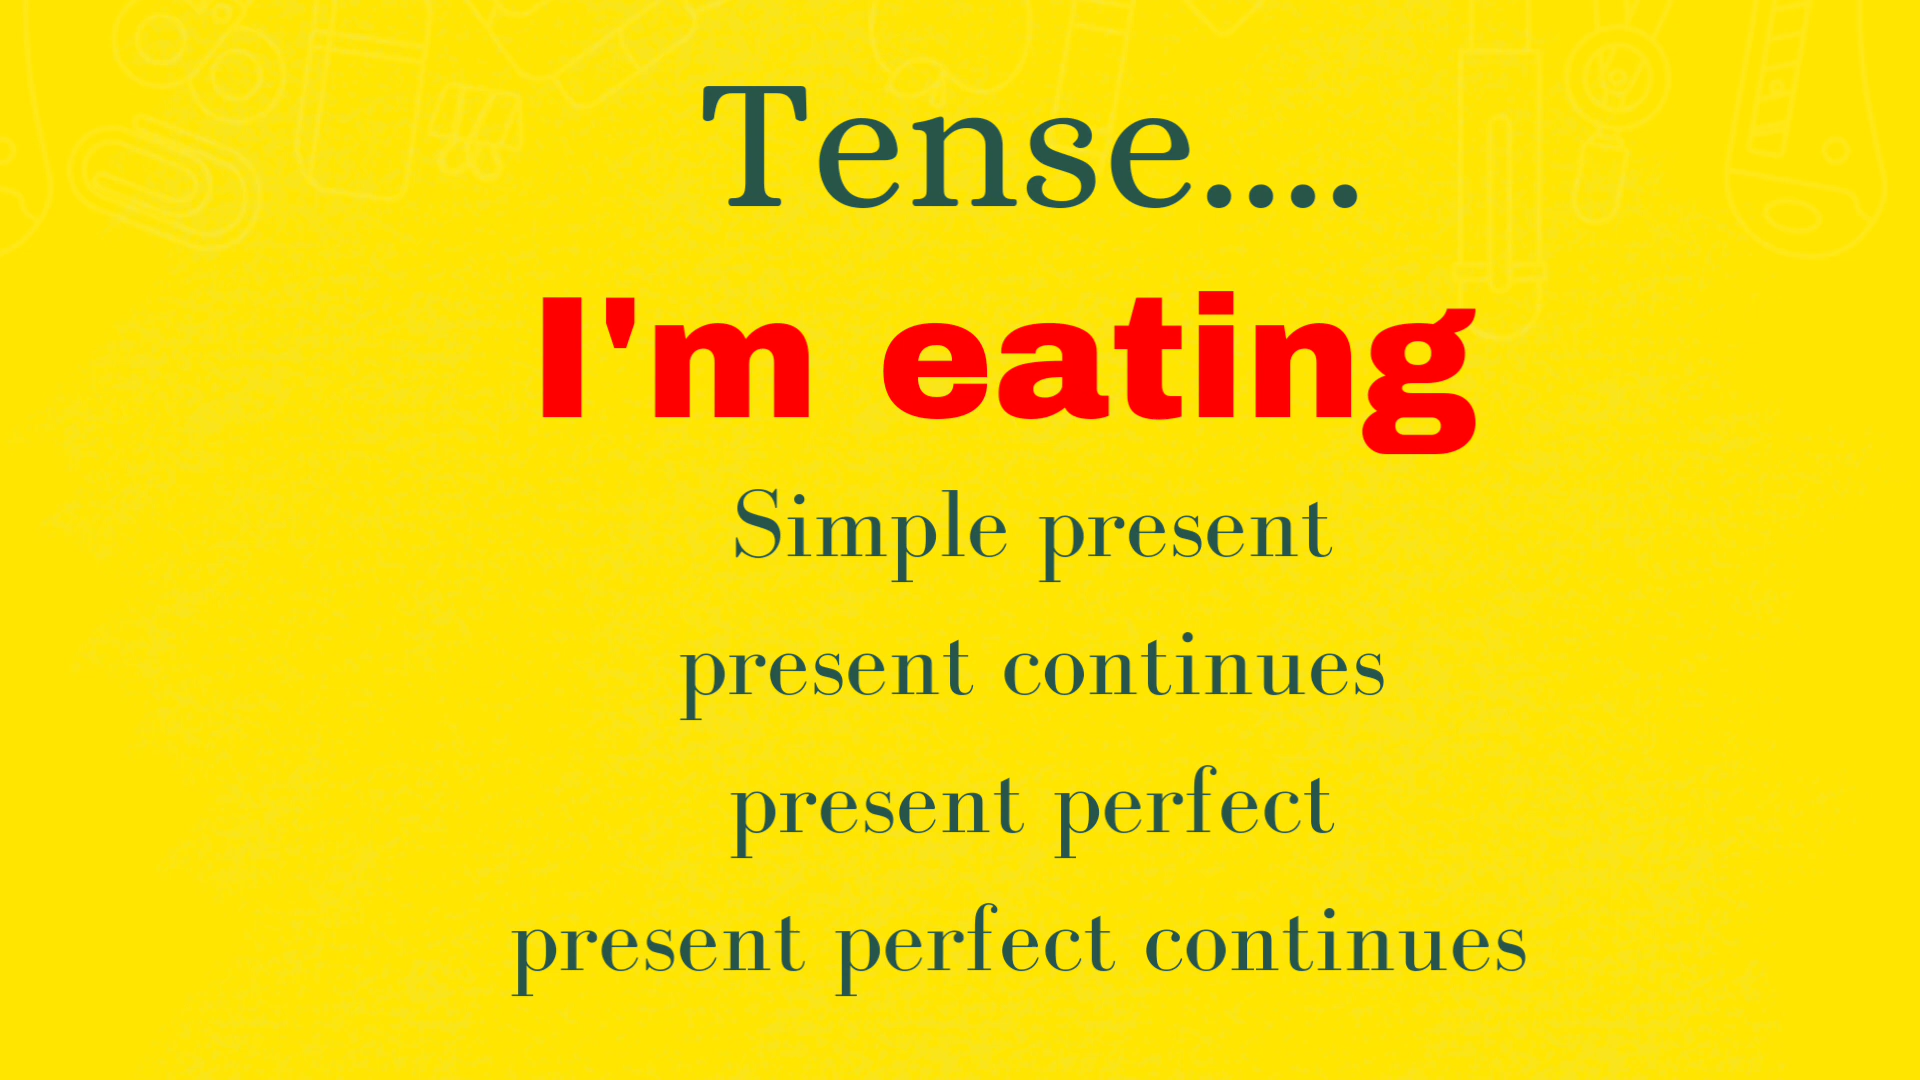 Tense....
I'm eating
Simple present
present continues
present perfect
present perfect continues